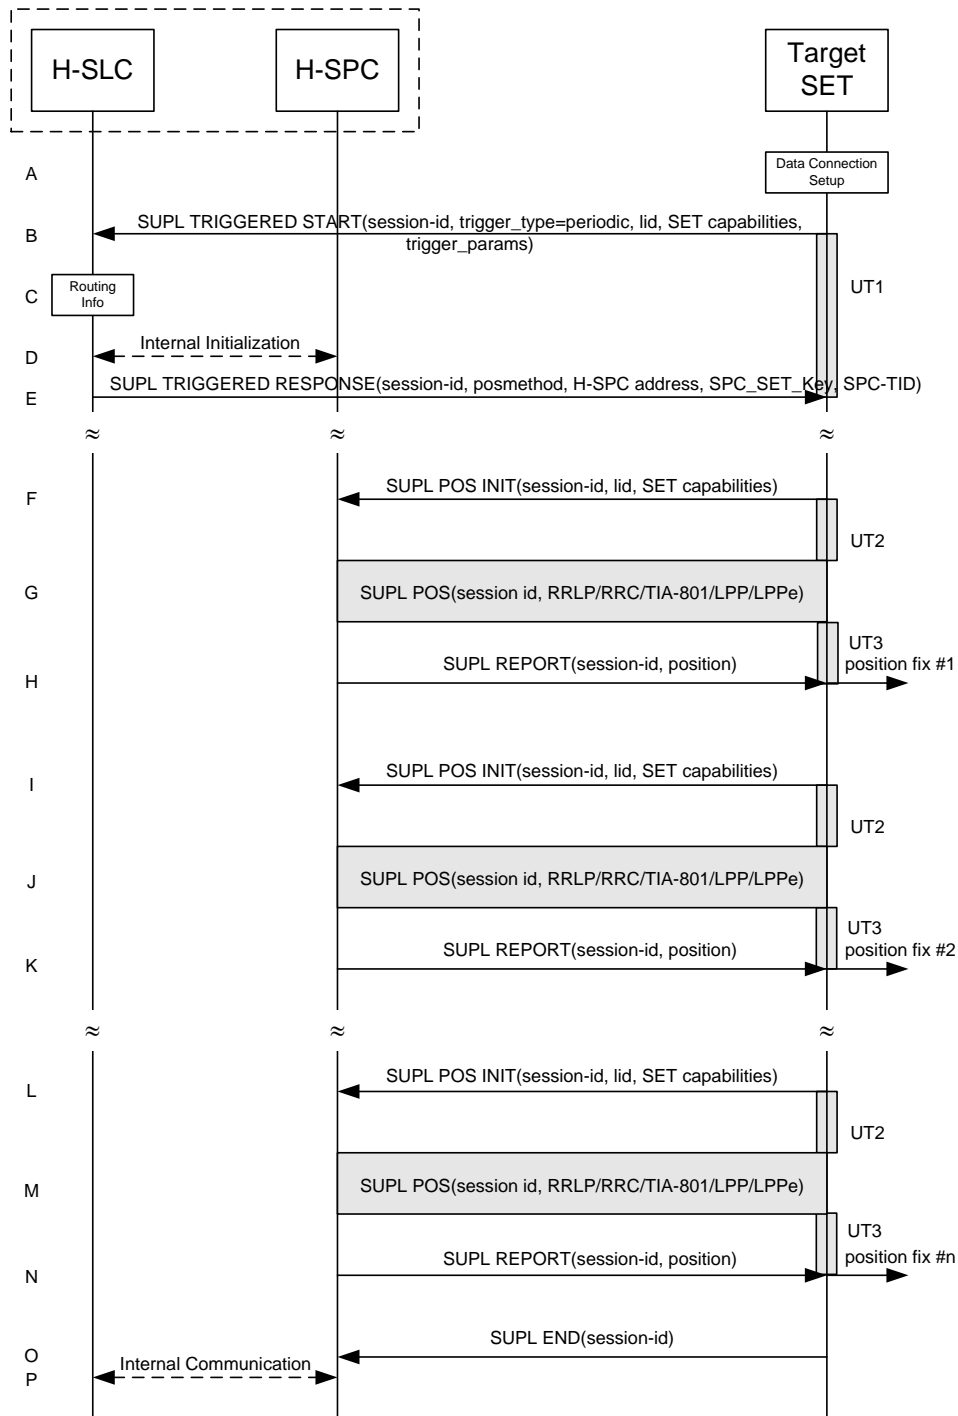 H-SLC
H-SPC
Target
SET
A
Data Connection
Setup
B
SUPL TRIGGERED START(session-id, trigger_type=periodic, lid, SET capabilities,
trigger_params)
C
Routing
Info
UT1
D
Internal Initialization
E
SUPL TRIGGERED RESPONSE(session-id, posmethod, H-SPC address, SPC_SET_Key, SPC-TID)
≈ ≈ ≈
F
SUPL POS INIT(session-id, lid, SET capabilities)
UT2
G
SUPL POS(session id, RRLP/RRC/TIA-801/LPP/LPPe)
H
SUPL REPORT(session-id, position)
UT3
position fix #1
I
SUPL POS INIT(session-id, lid, SET capabilities)
UT2
J
SUPL POS(session id, RRLP/RRC/TIA-801/LPP/LPPe)
K
SUPL REPORT(session-id, position)
UT3
position fix #2
≈ ≈ ≈
L
SUPL POS INIT(session-id, lid, SET capabilities)
UT2
M
SUPL POS(session id, RRLP/RRC/TIA-801/LPP/LPPe)
N
SUPL REPORT(session-id, position)
UT3
position fix #n
O
SUPL END(session-id)
P
Internal Communication